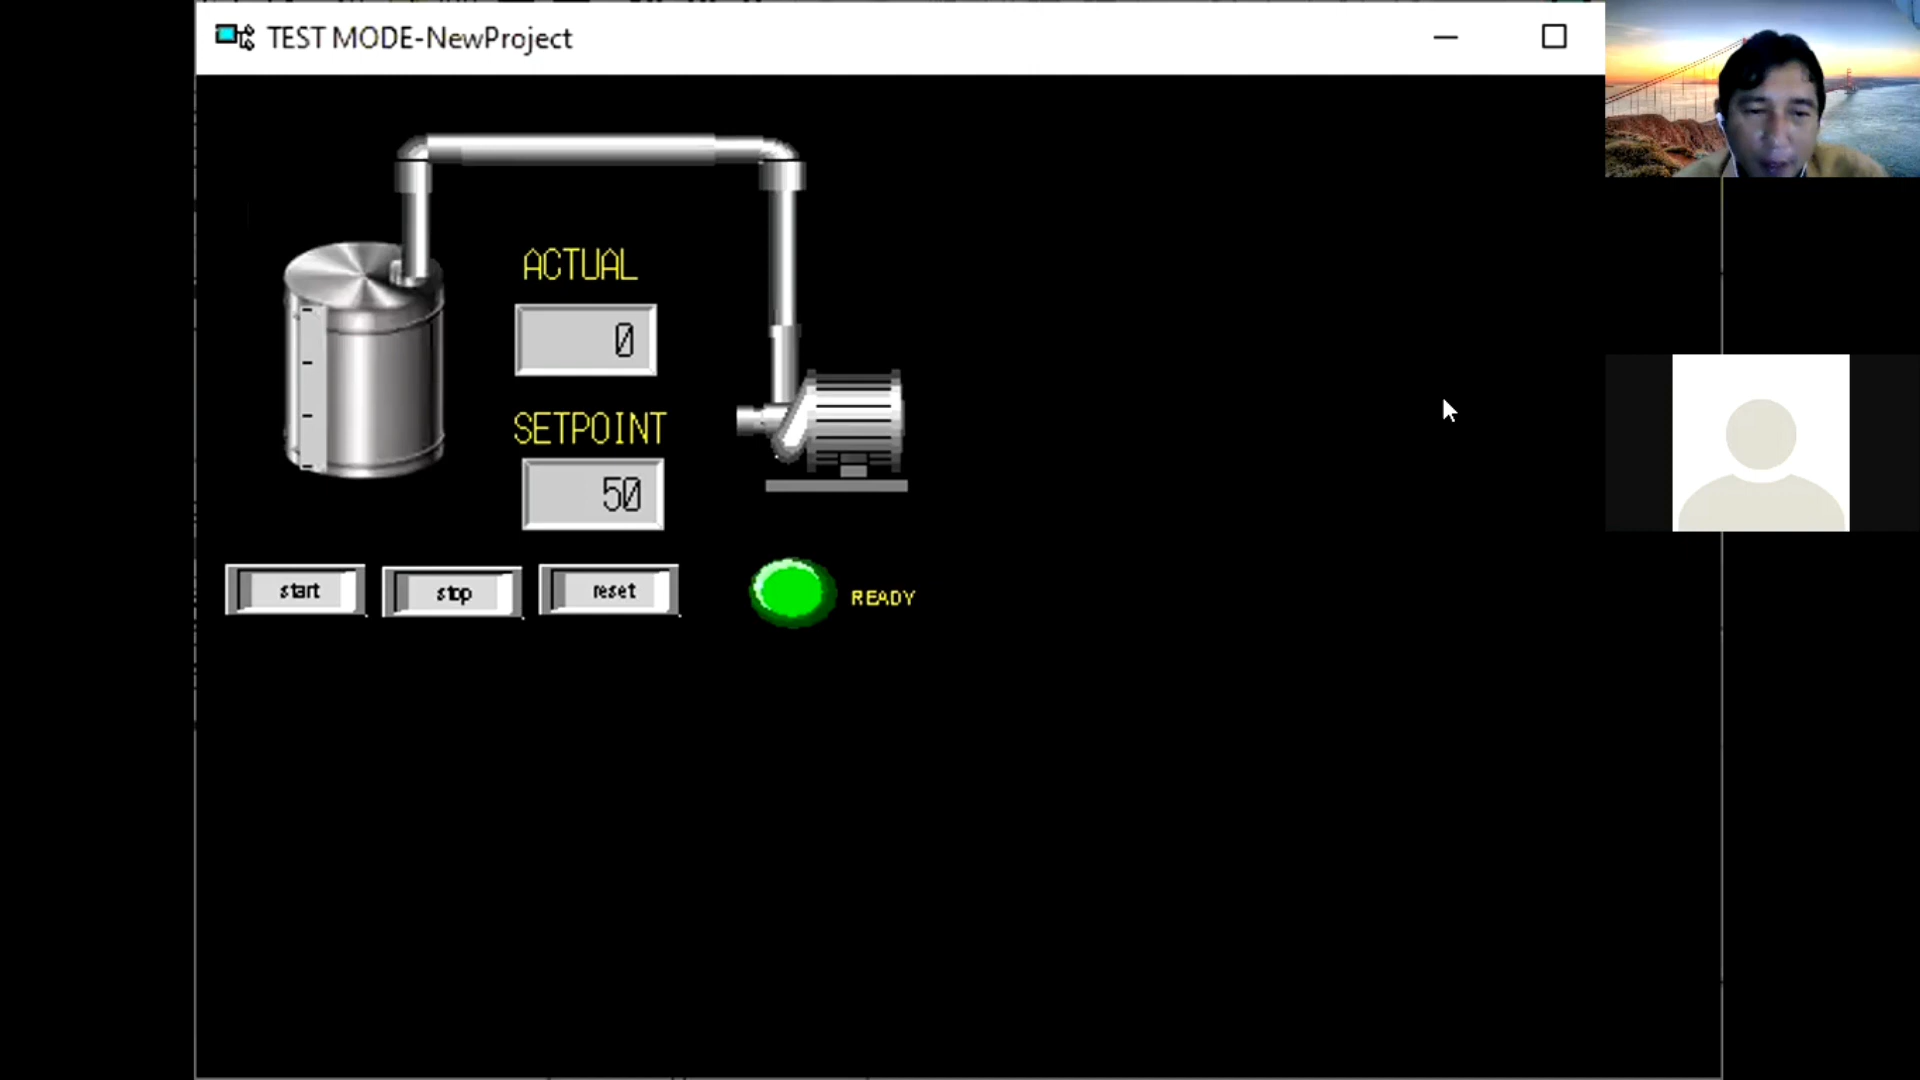 TEST MODE-NewProject
ACTUAL
0
SETPOINT
50
start
stop
reset
READY